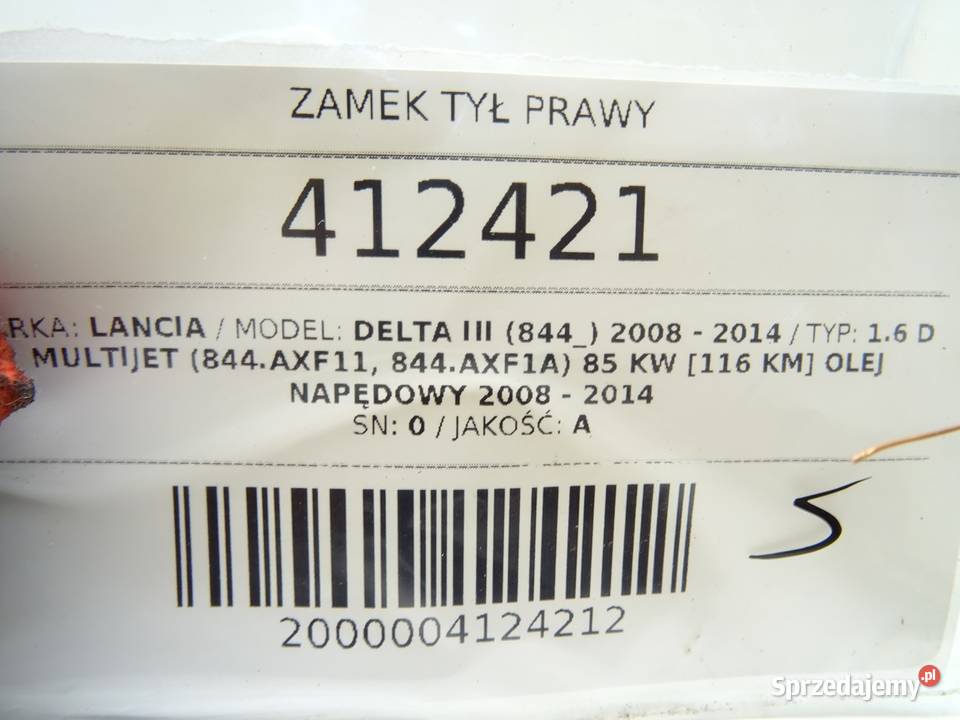 ZAMEK TYŁ PRAWY
412421
RKA: LANCIA / MODEL: DELTA III (844_) 2008 - 2014 / TYP: 1.6 D
MULTIJET (844.AXF11, 844.AXF1A) 85 KW [116 KM] OLEJ
NAPĘDOWY 2008 - 2014
SN: 0 / JAKOŚĆ: A
5
2000004124212
Sprzedajemy.pl